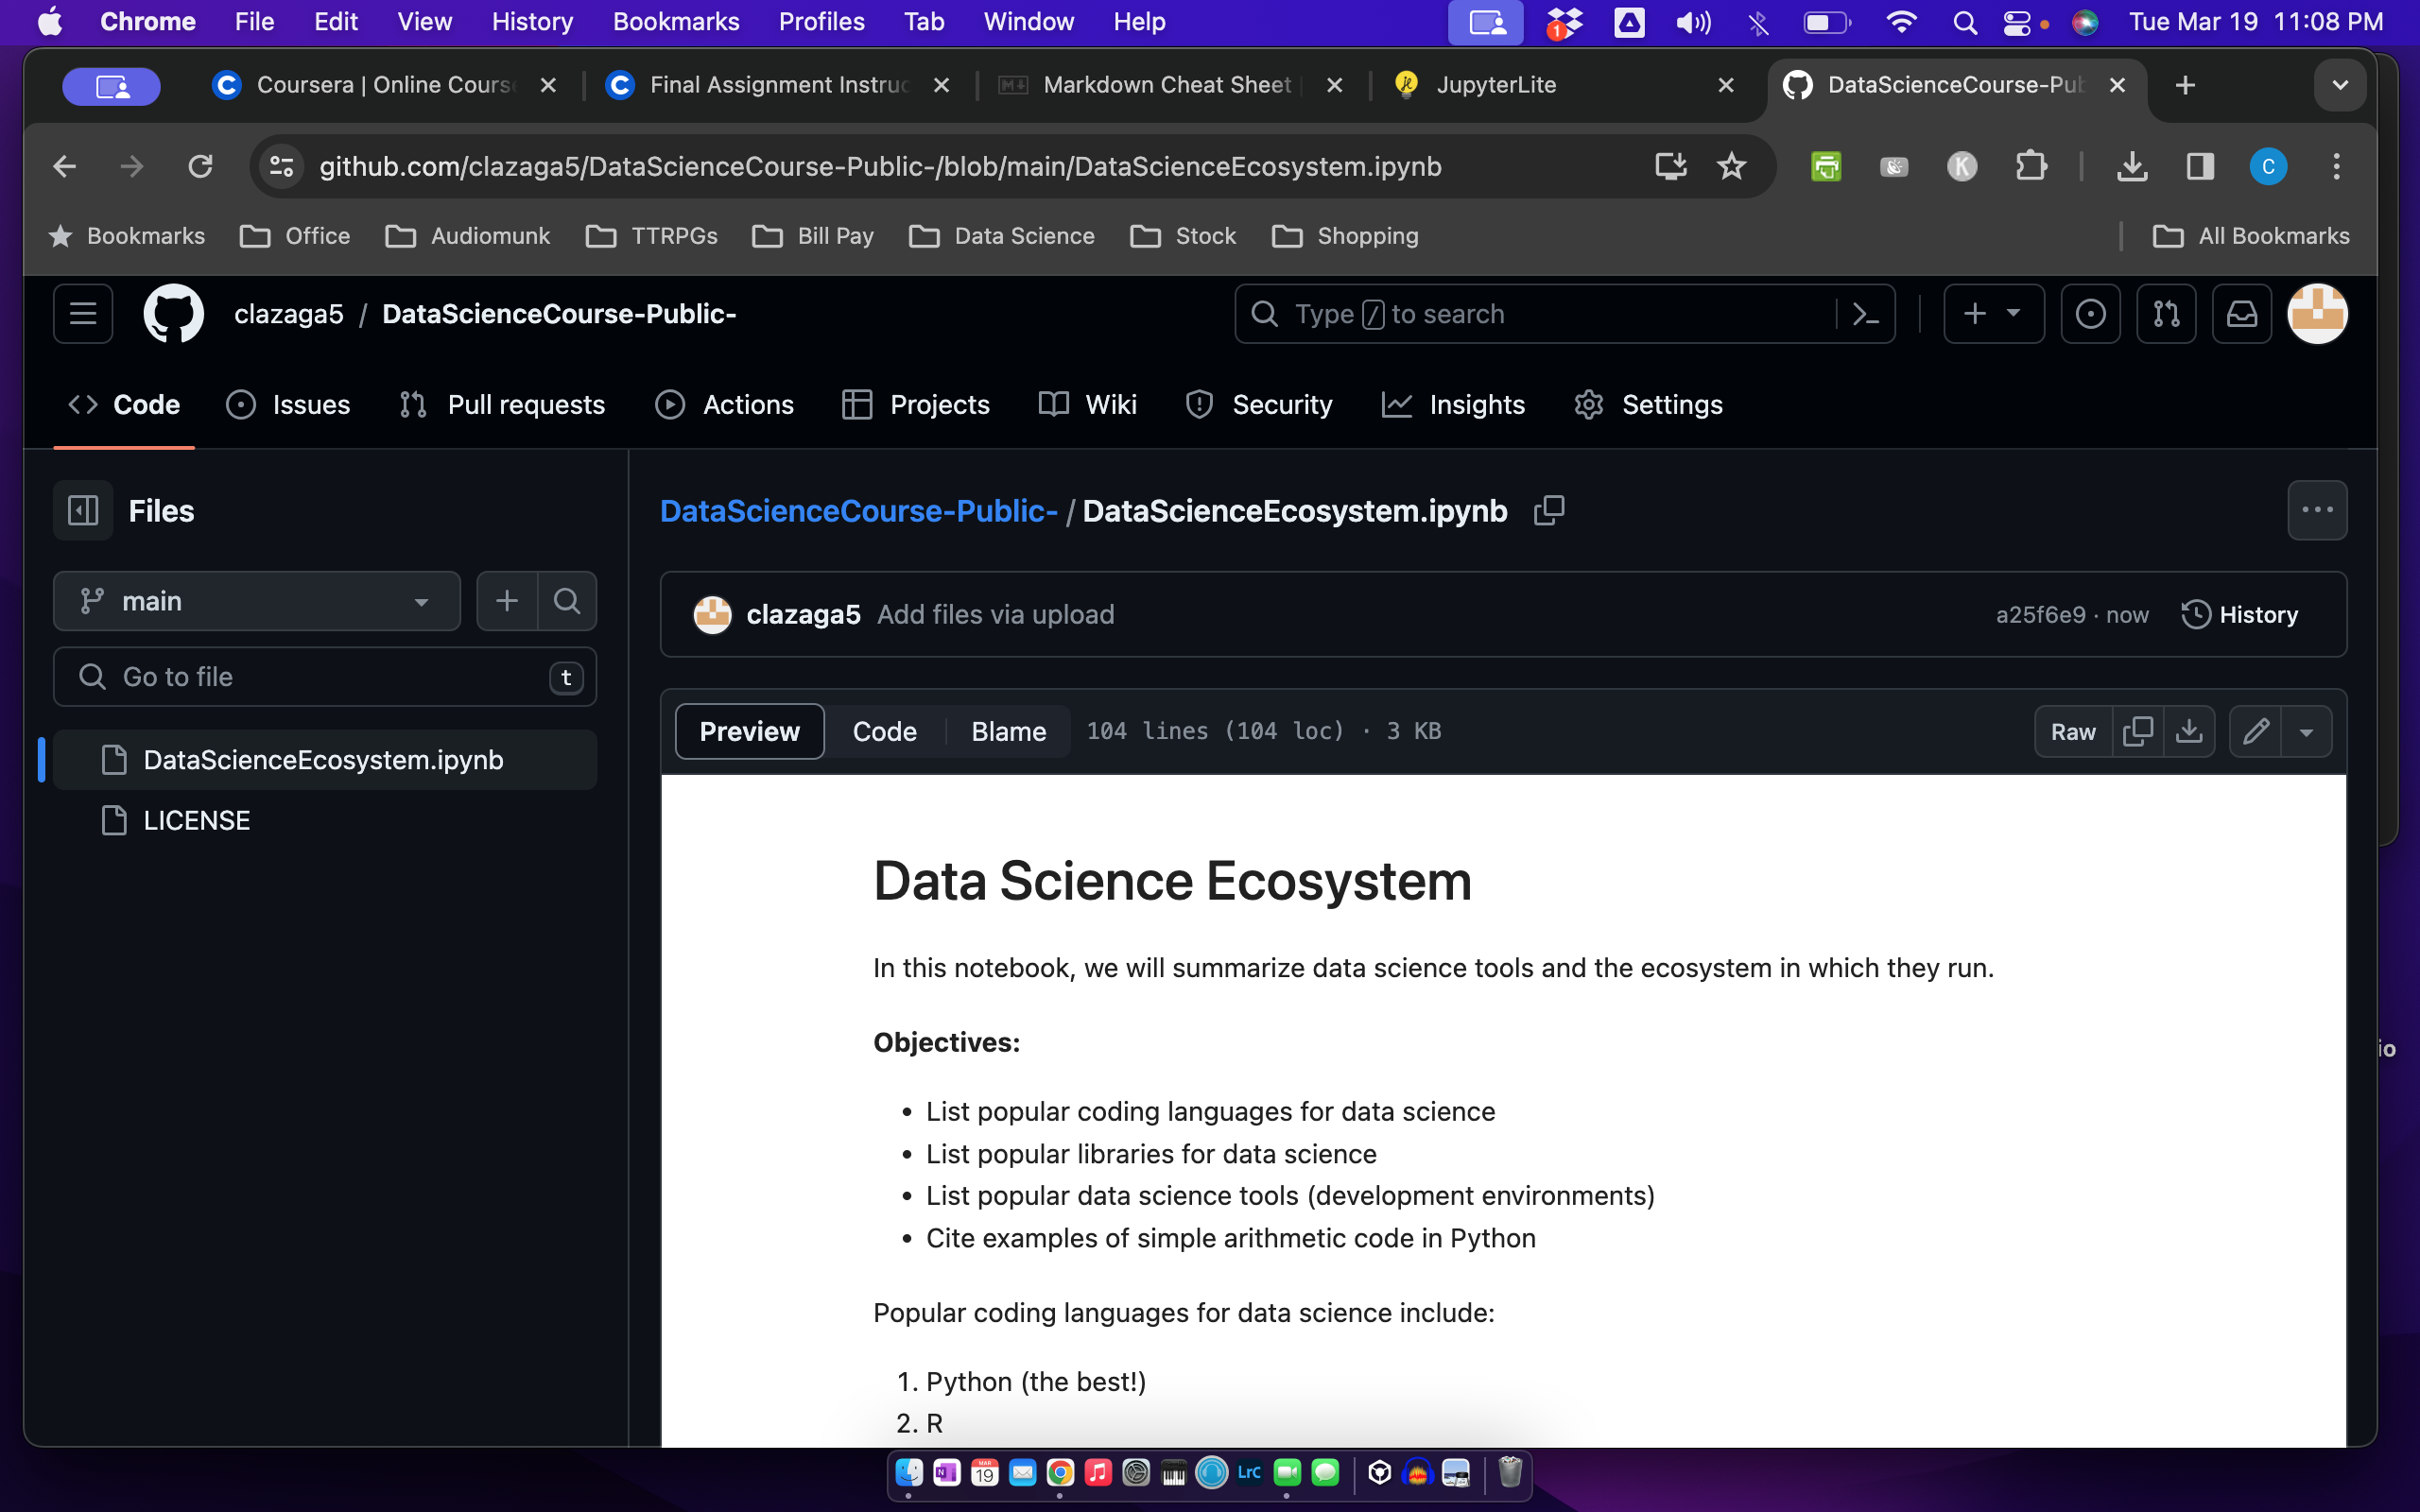 Chrome File Edit View History Bookmarks Profiles Tab Window Help 1 Tue Mar 19 11:08 PM
Coursera | Online Course Final Assignment Instruc Markdown Cheat Sheet | JupyterLite DataScienceCourse-Pub
github.com/clazaga5/DataScienceCourse-Public-/blob/main/DataScienceEcosystem.ipynb K C
Bookmarks Office Audiomunk TTRPGs Bill Pay Data Science Stock Shopping All Bookmarks
clazaga5 / DataScienceCourse-Public- Type / to search
Code Issues Pull requests Actions Projects Wiki Security Insights Settings
Files
main
Go to file t
DataScienceEcosystem.ipynb
LICENSE
DataScienceCourse-Public- / DataScienceEcosystem.ipynb
clazaga5 Add files via upload a25f6e9 · now History
Preview Code Blame 104 lines (104 loc) · 3 KB Raw
Data Science Ecosystem
In this notebook, we will summarize data science tools and the ecosystem in which they run.
Objectives:
• List popular coding languages for data science
• List popular libraries for data science
• List popular data science tools (development environments)
• Cite examples of simple arithmetic code in Python
Popular coding languages for data science include:
1. Python (the best!)
2. R
io
MAR
19 LrC